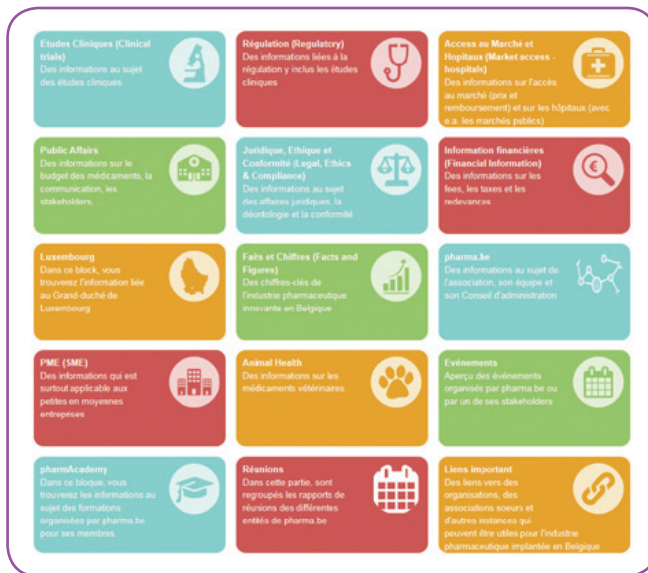 Etudes Cliniques (Clinical
trials)
Des informations au sujet
des études cliniques
Régulation (Regulatory)
Des informations liées à la
régulation y inclus les études
cliniques
Access au Marché et
Hopitaux (Market access -
hospitals)
Des informations sur l'accès
au marché (prix et
remboursement) et sur les hôpitaux (avec
e.a. les marchés publics)
Public Affairs
Des informations sur le
budget des médicaments, la
communication, les
stakeholders,
Juridique, Ethique et
Conformité (Legal, Ethics
& Compliance)
Des informations au sujet
des affaires juridiques, la
déontologie et la conformité
Information financières
(Financial Information)
Des informations sur les
fees, les taxes et les
redevances
Luxembourg
Dans ce block, vous
trouverez l'information liée
au Grand-duché de
Luxembourg
Faits et Chiffres (Facts and
Figures)
Des chiffres-clés de
l'industrie pharmaceutique
innovante en Belgique
pharma.be
Des informations au sujet de
l'association, son équipe et
son Conseil d'administration
PME (SME)
Des informations qui est
surtout applicable aux
petites en moyennes
entreprises
Animal Health
Des informations sur les
médicaments vétérinaires
Evénements
Aperçu des événements
organisés par pharma.be ou
par un de ses stakeholders
pharmAcademy
Dans ce bloque, vous
trouverez les informations au
sujet des formations
organisées par pharma.be
pour ses membres
Réunions
Dans cette partie, sont
regroupés les rapports de
réunions des différentes
entités de pharma.be
Liens important
Des liens vers des
organisations, des
associations soeurs et
d'autres instances qui
peuvent être utiles pour l'industrie
pharmaceutique implantée en Belgique